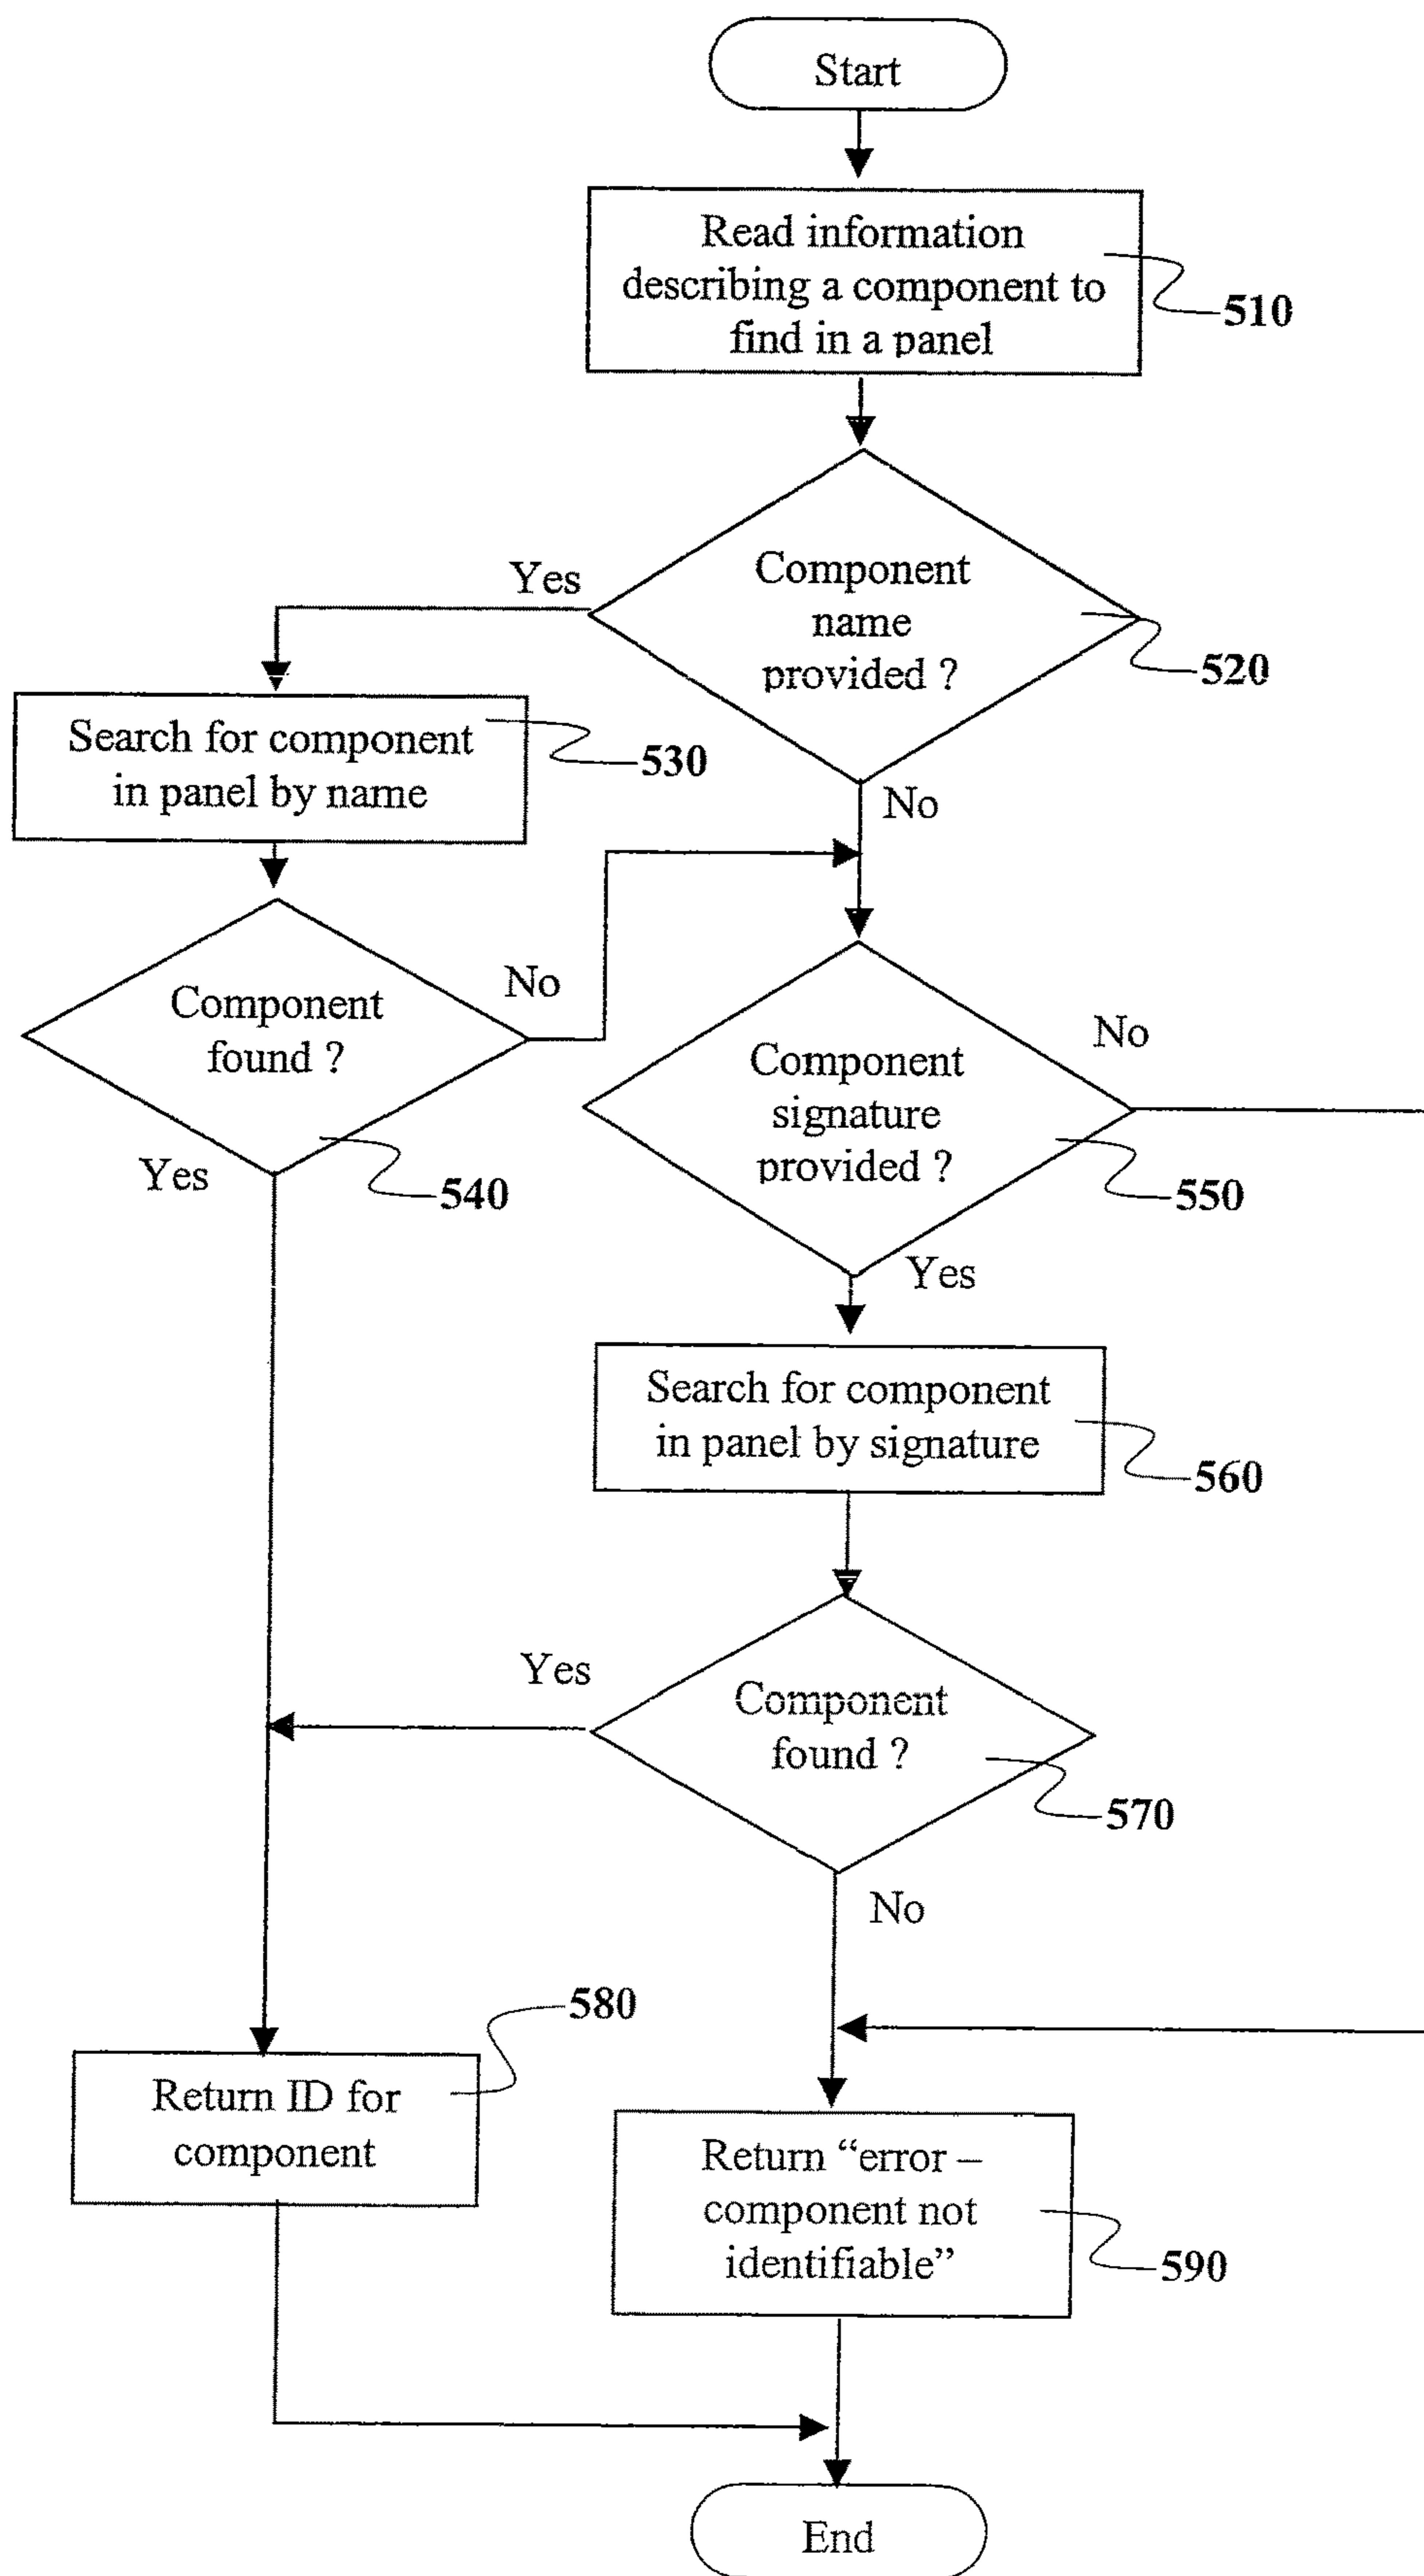 Start
Read information
describing a component to
find in a panel
510
Component
name
provided ?
520
Yes
No
Search for component
in panel by name
530
Component
found ?
540
No
Yes
Component
signature
provided ?
550
No
Yes
Search for component
in panel by signature
560
Component
found ?
570
Yes
No
Return ID for
component
580
Return “error –
component not
identifiable”
590
End